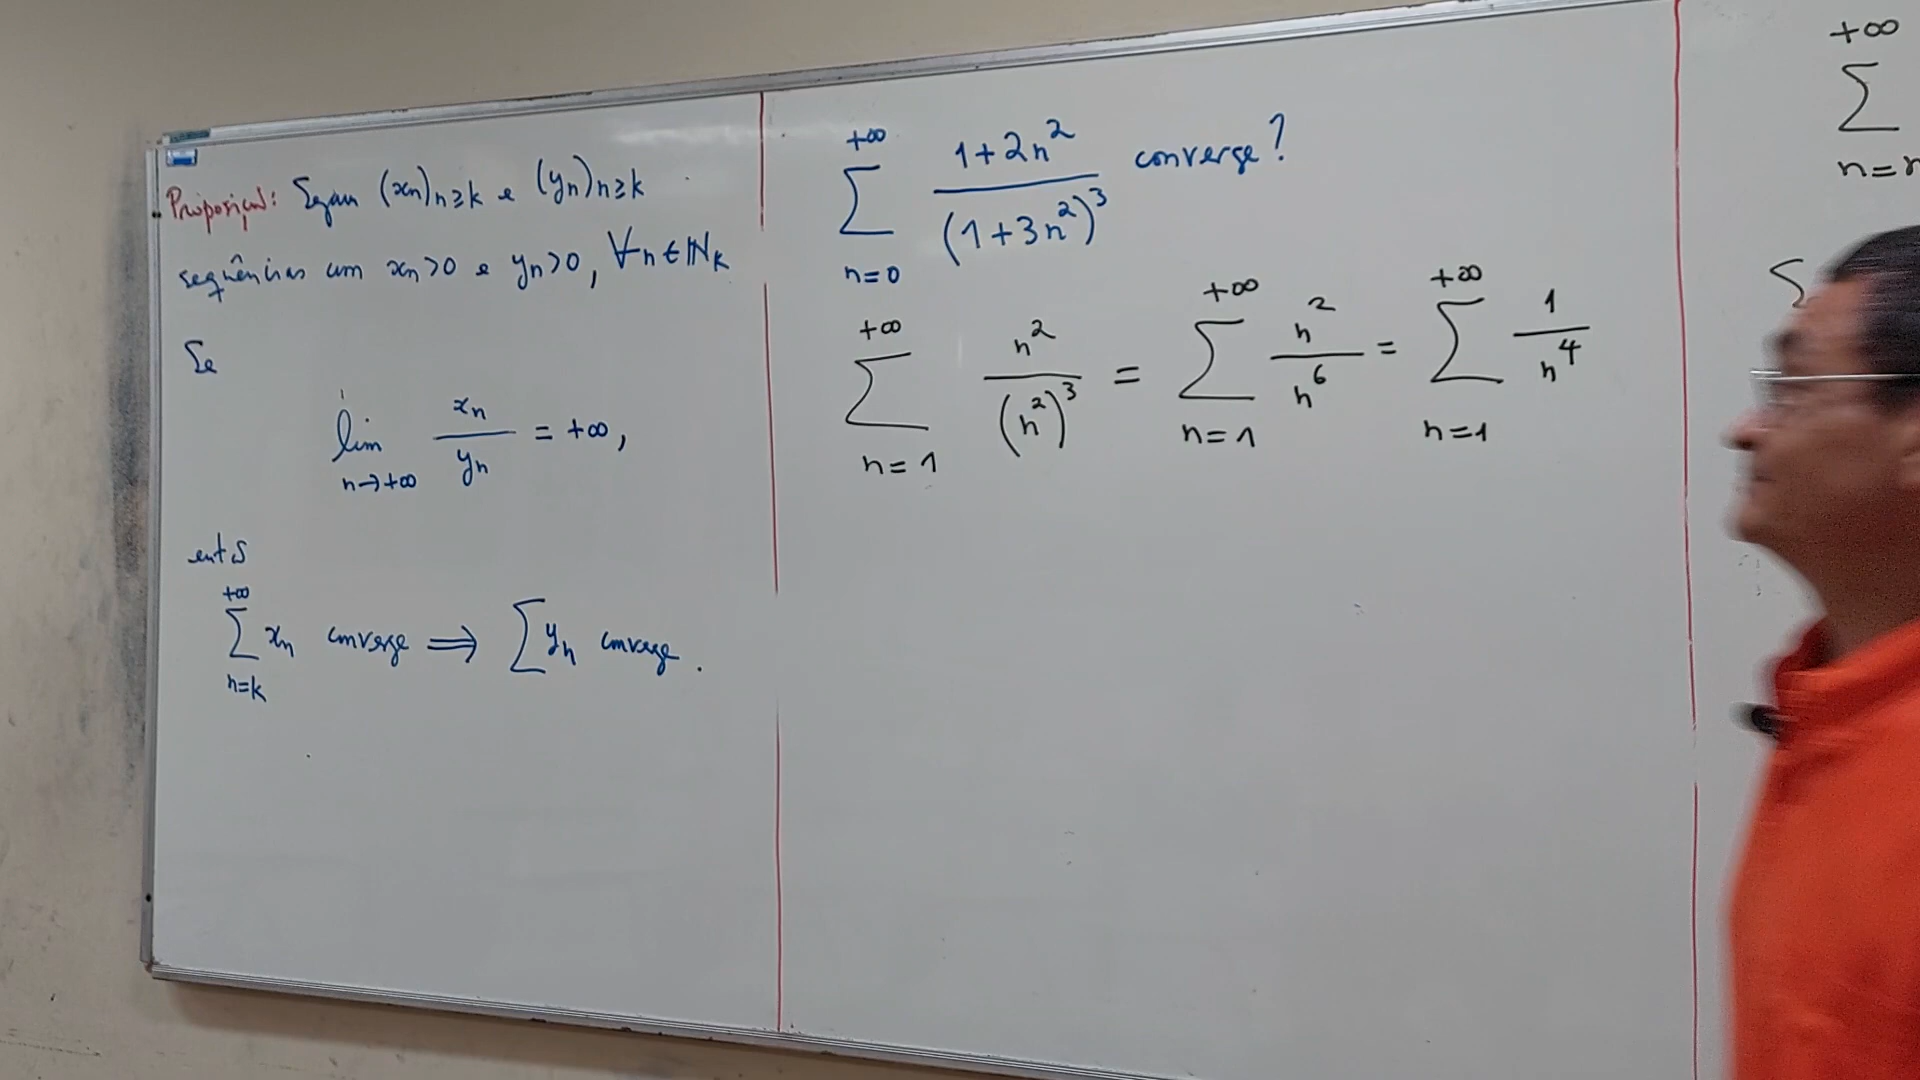 Proposição: Sejam (xn)n≥k e (yn)n≥k
sequências com xn>0 e yn>0, ∀n∈ℕk
Se
lim n→+∞ xn/yn = +∞,
então
+∞ ∑ n=k xn converge ⟹ ∑ yn converge.
+∞ ∑ n=0 (1+2n²)/(1+3n²)³ converge?
+∞ ∑ n=1 n²/(n²)³ = +∞ ∑ n=1 n²/n⁶ = +∞ ∑ n=1 1/n⁴
+∞
∑